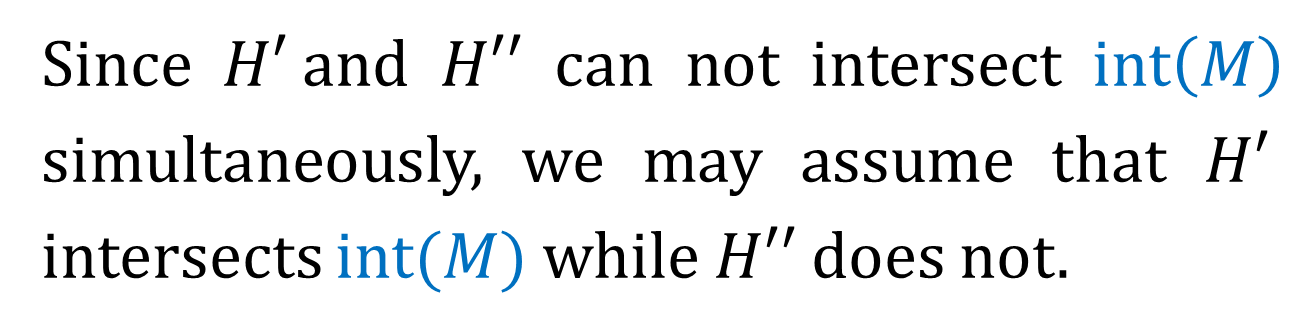 Since H′ and H′′ can not intersect int(M)
simultaneously, we may assume that H′
intersects int(M) while H′′ does not.